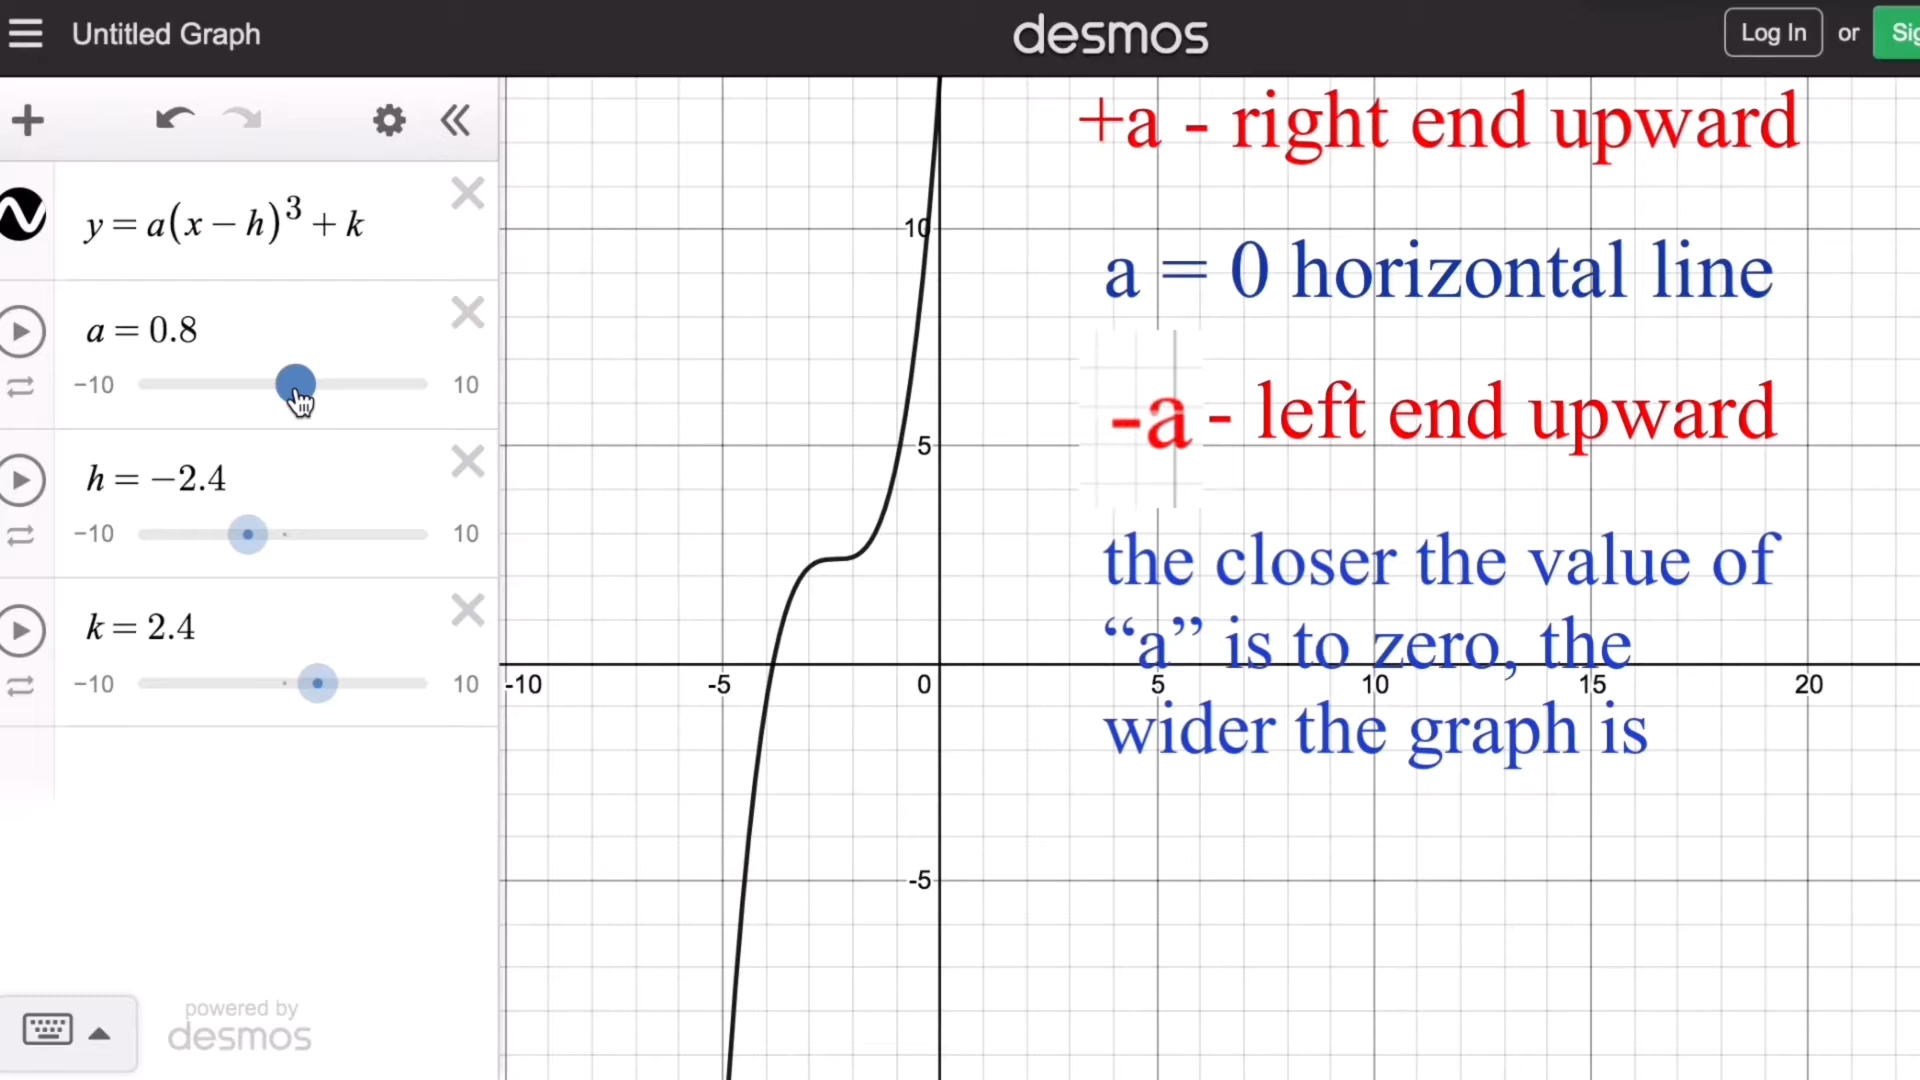 Untitled Graph
desmos
Log In or Sig
y = a(x − h)³ + k
a = 0.8
−10 10
h = −2.4
−10 10
k = 2.4
−10 10
powered by
desmos
+a - right end upward
a = 0 horizontal line
-a - left end upward
the closer the value of
“a” is to zero, the
wider the graph is
10
5
-10 -5 0 5 10 15 20
-5